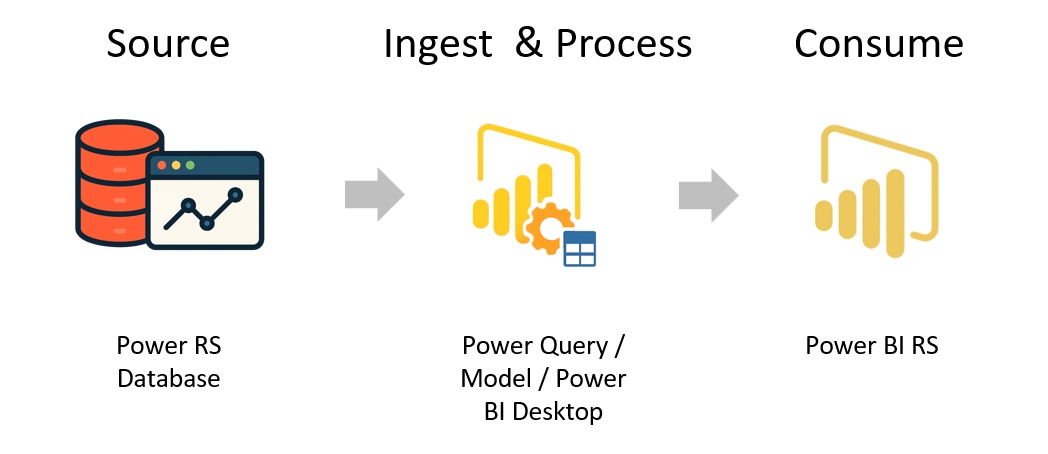 Source
Ingest & Process
Consume
Power RS
Database
Power Query /
Model / Power
BI Desktop
Power BI RS